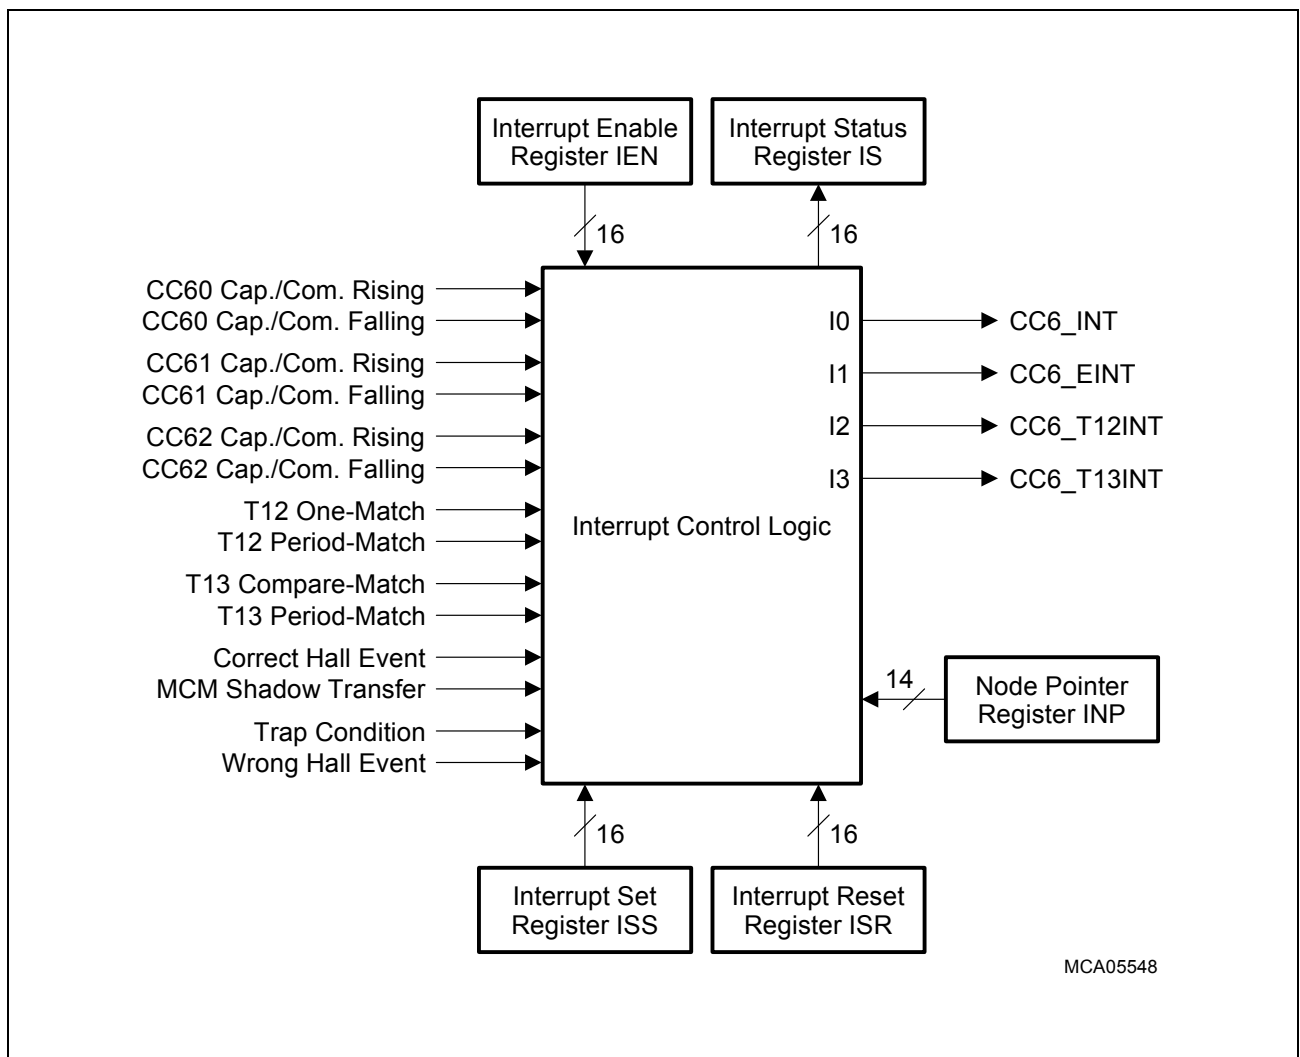 Interrupt Enable
Register IEN
Interrupt Status
Register IS
16
16
CC60 Cap./Com. Rising
CC60 Cap./Com. Falling
CC61 Cap./Com. Rising
CC61 Cap./Com. Falling
CC62 Cap./Com. Rising
CC62 Cap./Com. Falling
T12 One-Match
T12 Period-Match
T13 Compare-Match
T13 Period-Match
Correct Hall Event
MCM Shadow Transfer
Trap Condition
Wrong Hall Event
Interrupt Control Logic
I0
CC6_INT
I1
CC6_EINT
I2
CC6_T12INT
I3
CC6_T13INT
14
Node Pointer
Register INP
16
16
Interrupt Set
Register ISS
Interrupt Reset
Register ISR
MCA05548